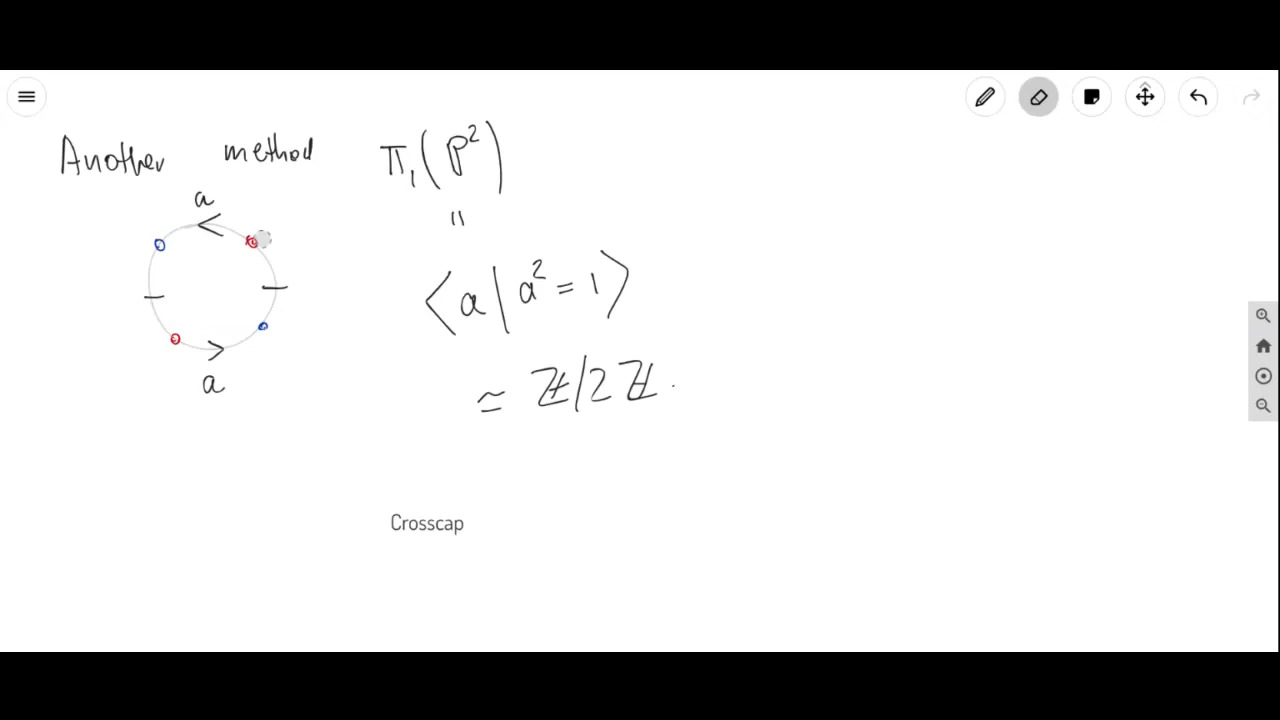 Another method π₁(P²)
a
"
⟨a | a² = 1⟩
≃ ℤ/2ℤ.
a
Crosscap